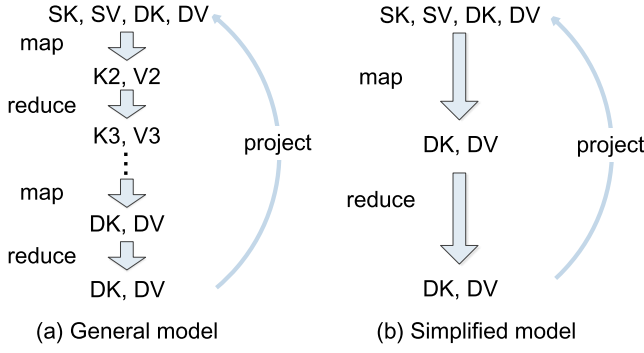 SK, SV, DK, DV
map
K2, V2
reduce
K3, V3
project
map
DK, DV
reduce
DK, DV
(a) General model
SK, SV, DK, DV
map
DK, DV
project
reduce
DK, DV
(b) Simplified model